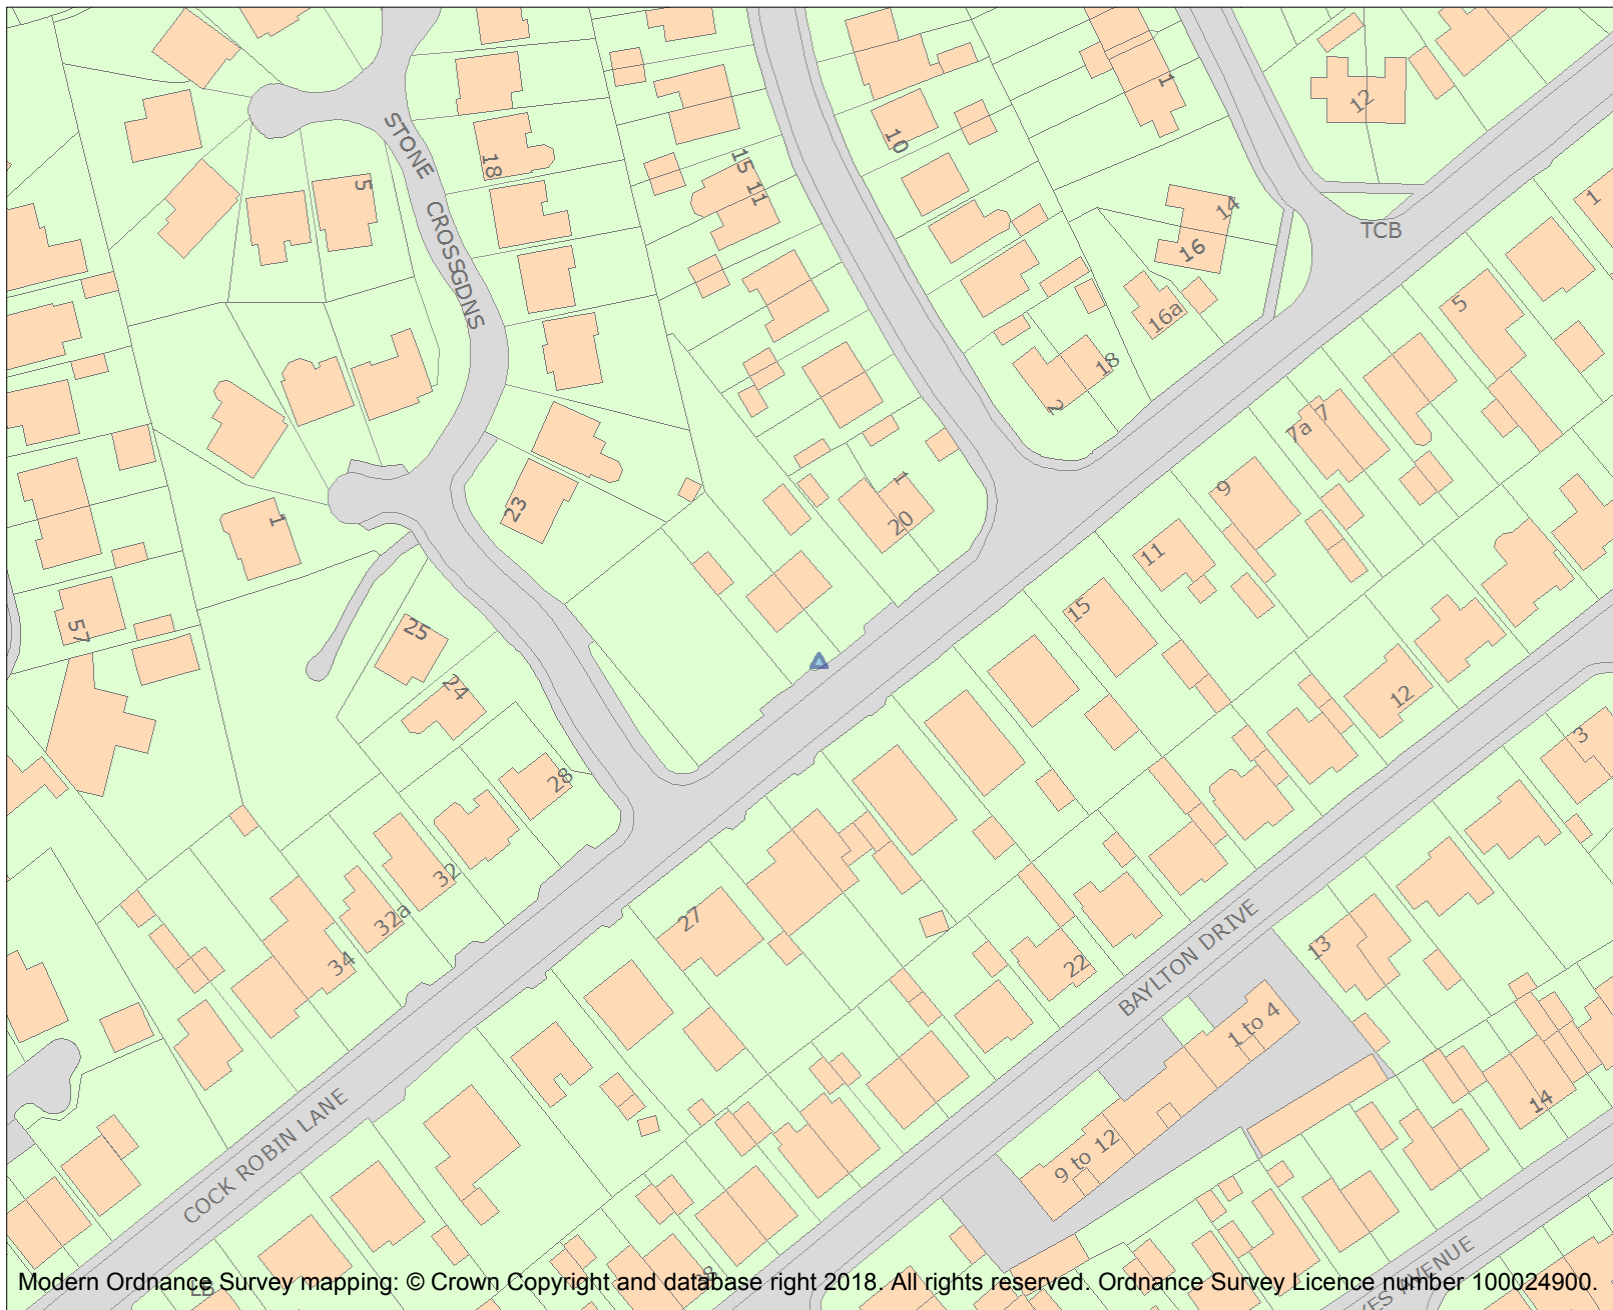 1
12
STONE
18
5
15
11
10
14
16
TCB
1
CROSS
GDNS
16a
5
18
2
7a
7
1
20
9
11
23
1
15
57
25
24
12
3
28
32
32a
34
27
22
BAYLTON DRIVE
13
1 to 4
14
COCK ROBIN LANE
9 to 12
LB
Modern Ordnance Survey mapping: © Crown Copyright and database right 2018. All rights reserved. Ordnance Survey Licence number 100024900.